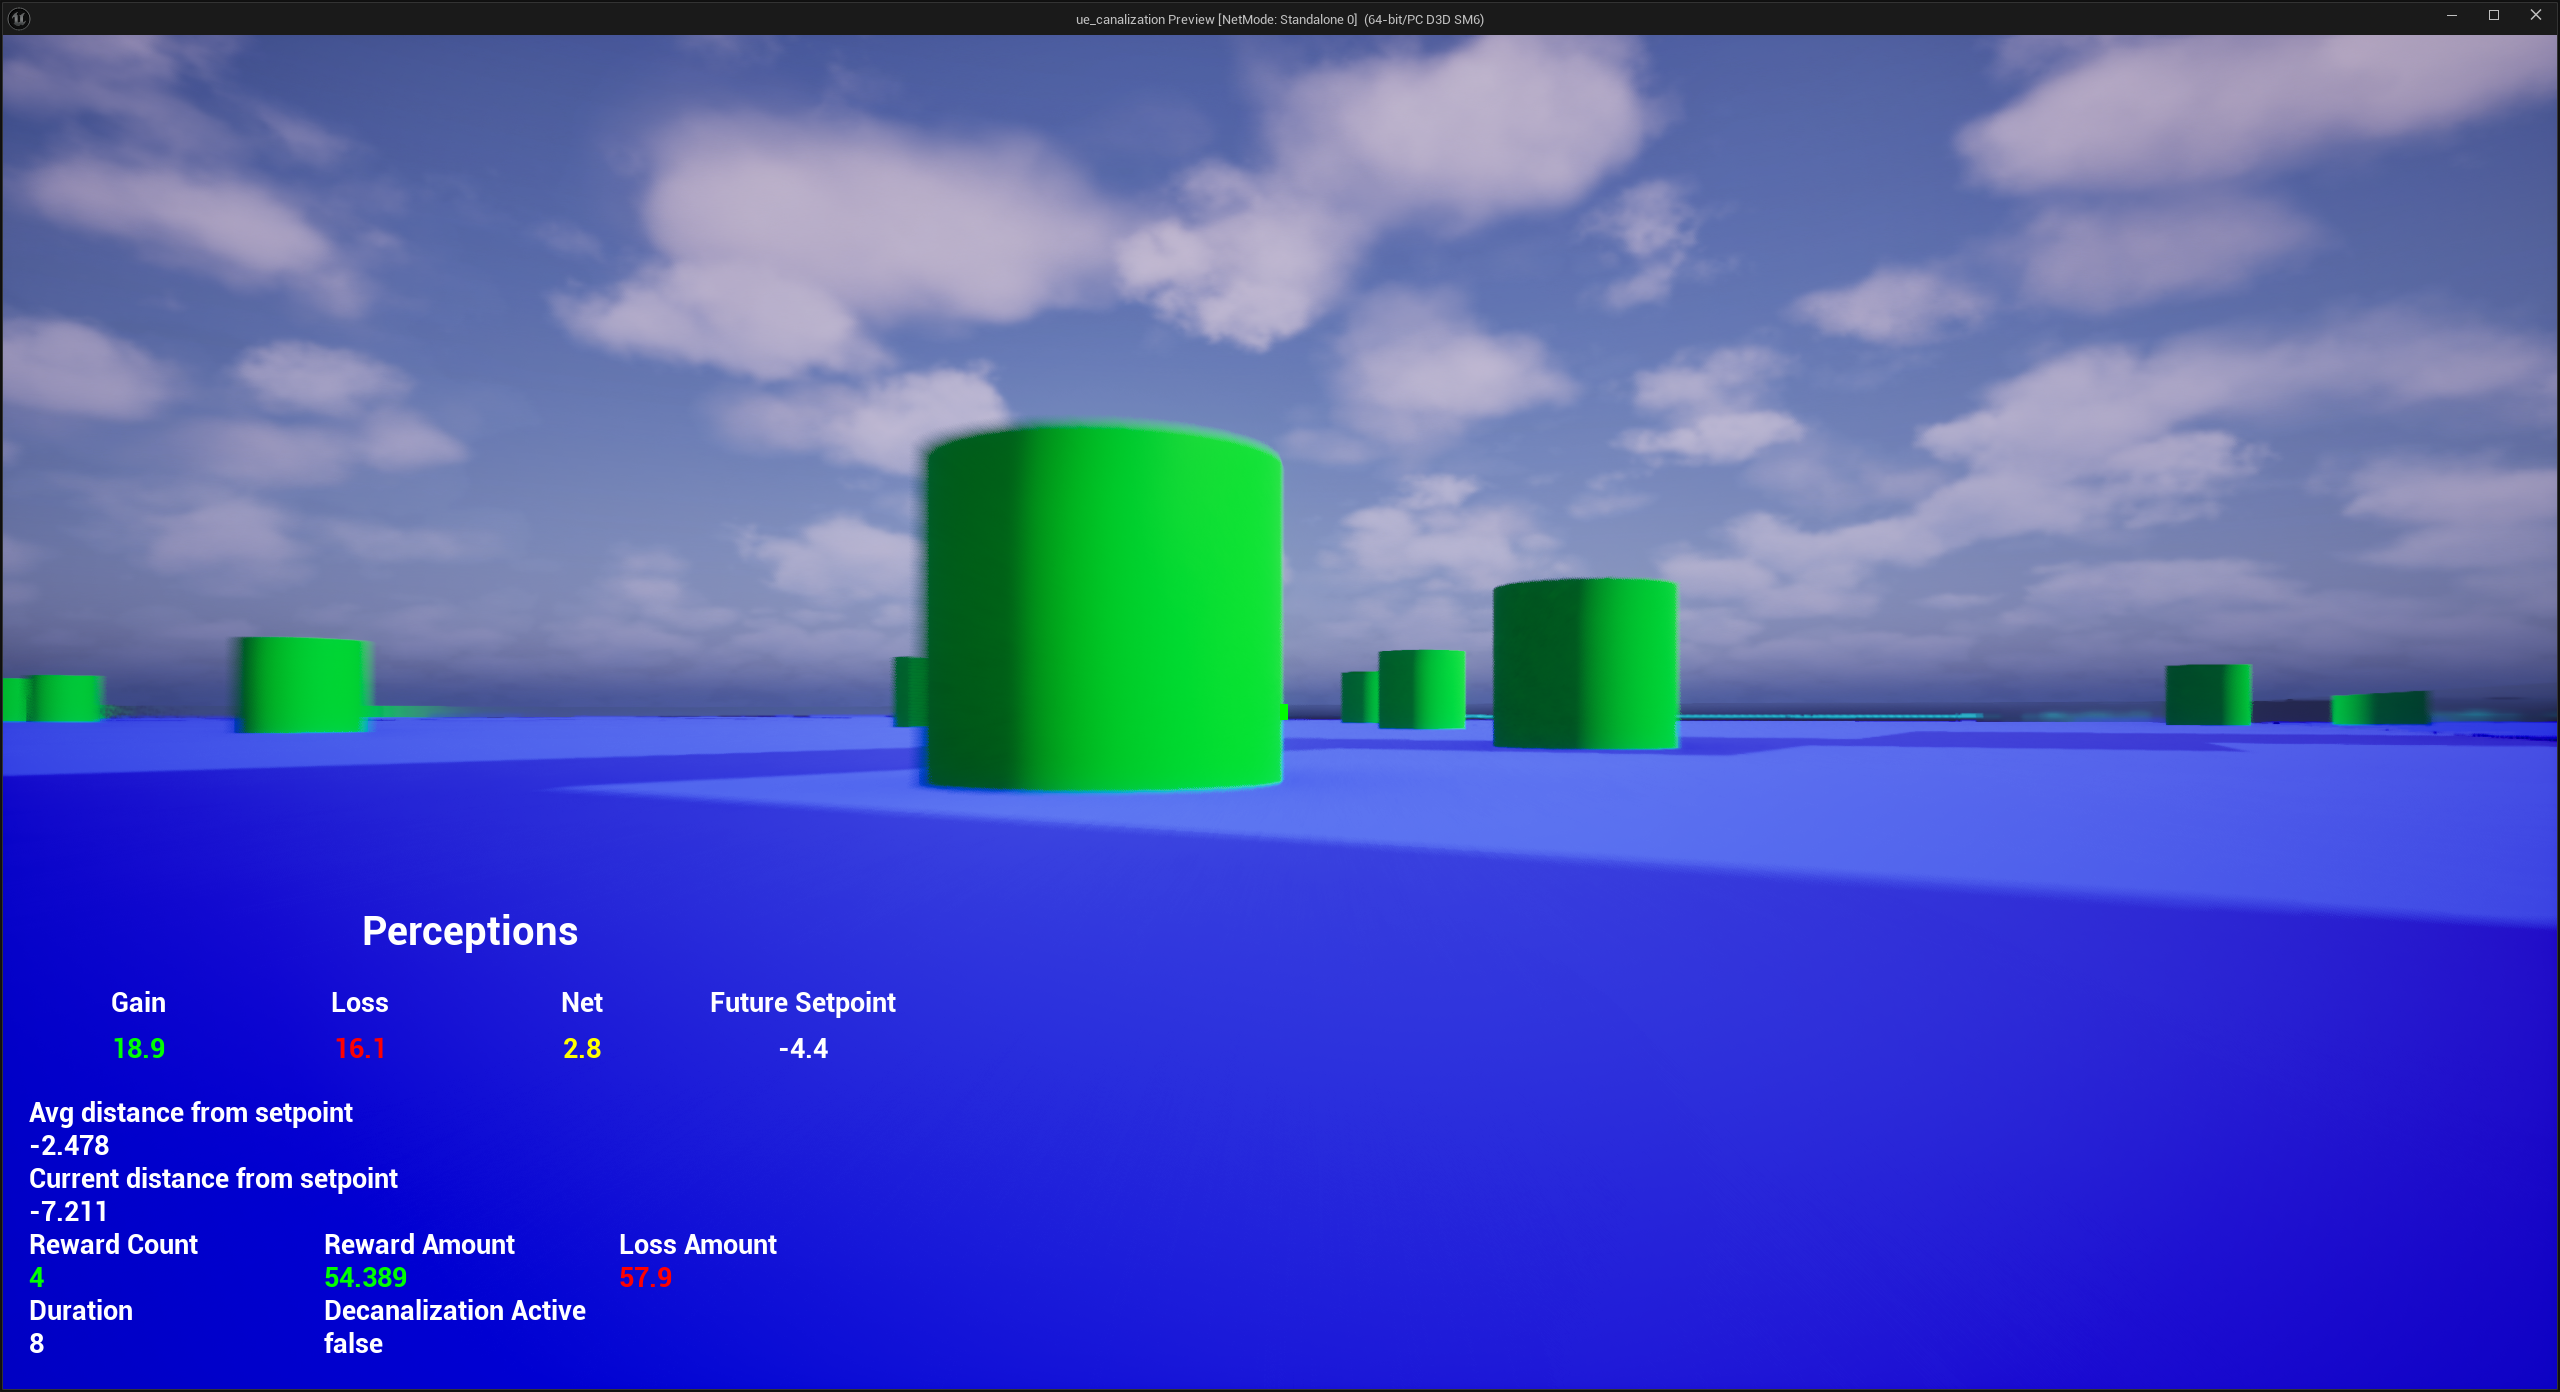 ue_canalization Preview [NetMode: Standalone 0] (64-bit/PC D3D SM6)
Perceptions
Gain Loss Net Future Setpoint
18.9 16.1 2.8 -4.4
Avg distance from setpoint
-2.478
Current distance from setpoint
-7.211
Reward Count Reward Amount Loss Amount
4 54.389 57.9
Duration Decanalization Active
8 false